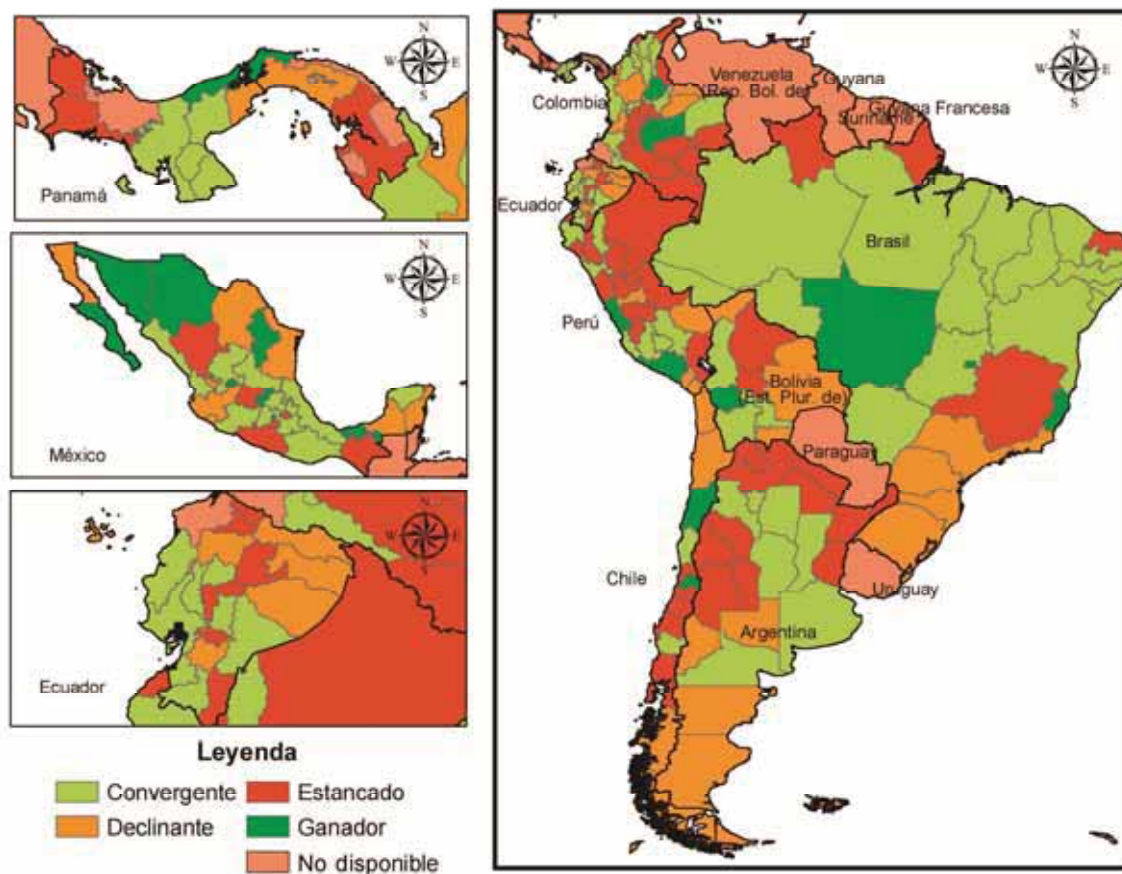 N
W E
S
Panamá
N
W E
S
México
N
W E
S
Ecuador
Leyenda
Convergente
Estancado
Declinante
Ganador
No disponible
N
W E
S
Venezuela
(Rep. Bol. de)
Guyana
Guyana Francesa
Suriname
Colombia
Ecuador
Brasil
Perú
Bolivia
(Est. Plur. de)
Paraguay
Chile
Uruguay
Argentina